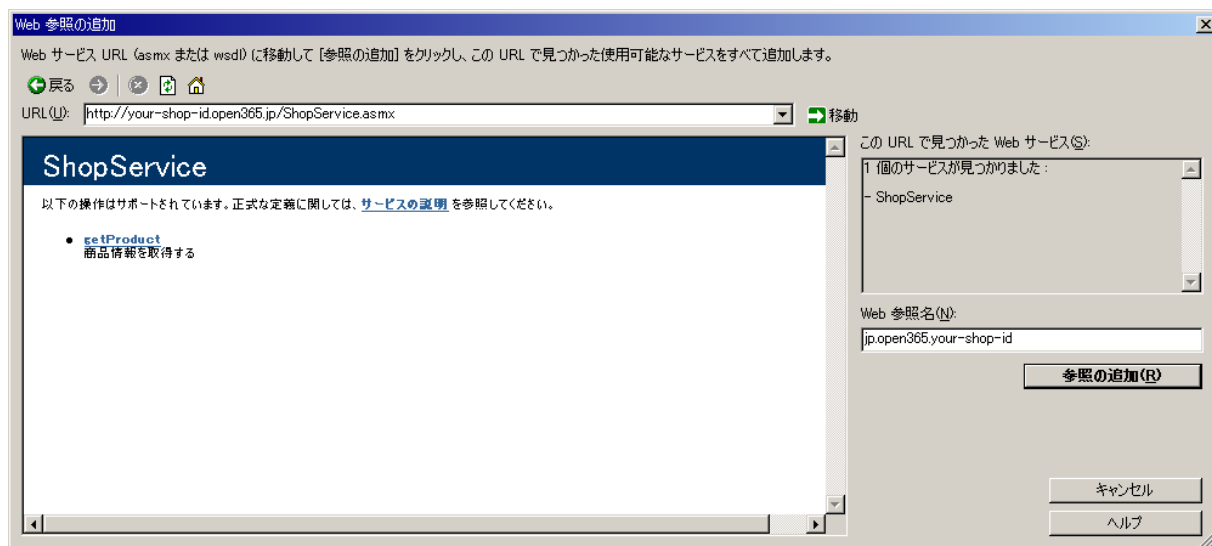 Web 参照の追加
Web サービス URL (asmx または wsdl) に移動して [参照の追加] をクリックし、この URL で見つかった使用可能なサービスをすべて追加します。
戻る
URL(U): http://your-shop-id.open365.jp/ShopService.asmx 移動
ShopService
以下の操作はサポートされています。正式な定義に関しては、サービスの説明 を参照してください。
● getProduct
商品情報を取得する
この URL で見つかった Web サービス(S):
1 個のサービスが見つかりました :
- ShopService
Web 参照名(N):
jp.open365.your-shop-id
参照の追加(R)
キャンセル
ヘルプ